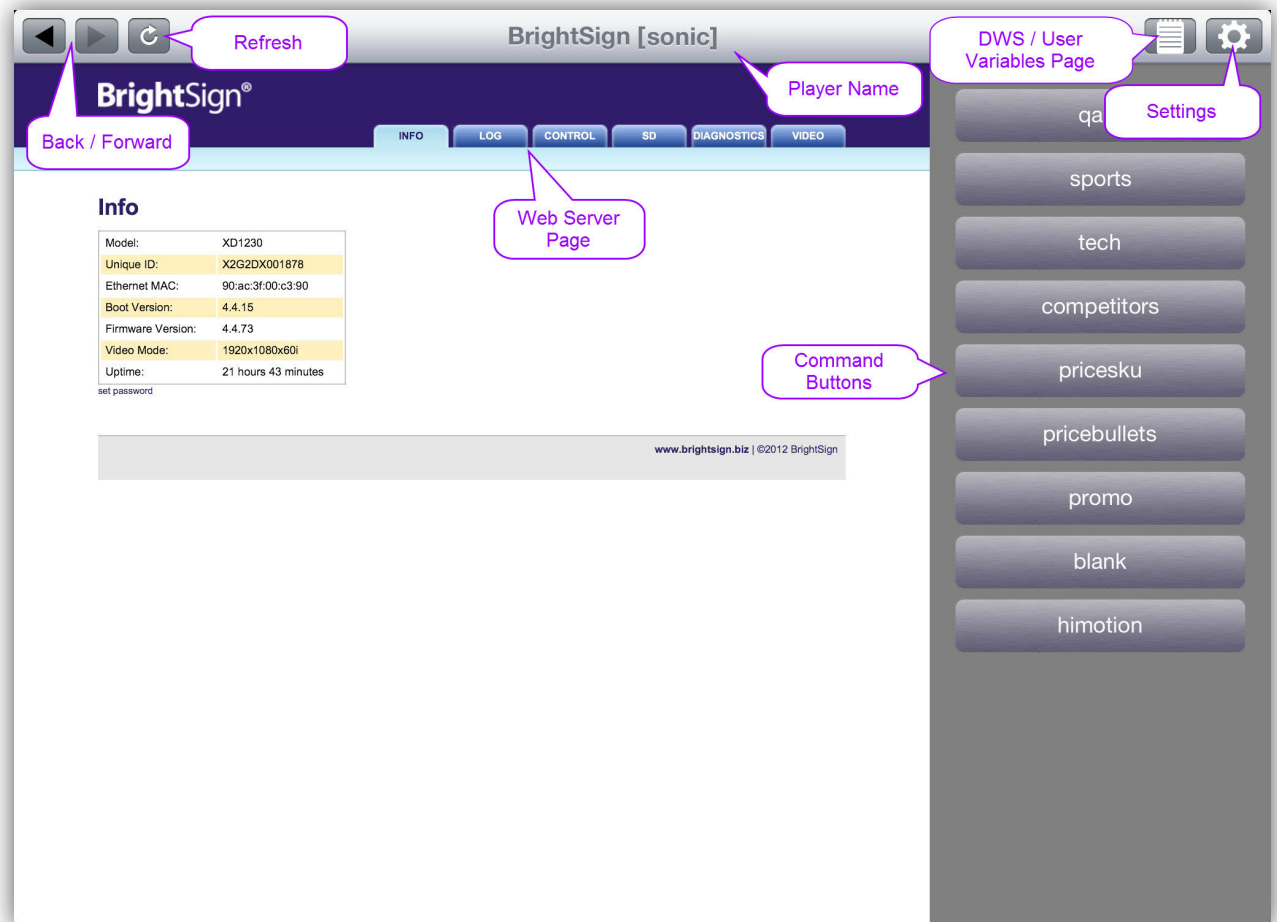 Refresh
BrightSign [sonic]
DWS / User
Variables Page
Player Name
Settings
Back / Forward
BrightSign®
INFO LOG CONTROL SD DIAGNOSTICS VIDEO
Web Server
Page
Info
Model: XD1230
Unique ID: X2G2DX001878
Ethernet MAC: 90:ac:3f:00:c3:90
Boot Version: 4.4.15
Firmware Version: 4.4.73
Video Mode: 1920x1080x60i
Uptime: 21 hours 43 minutes
set password
www.brightsign.biz | ©2012 BrightSign
Command
Buttons
sports
tech
competitors
pricesku
pricebullets
promo
blank
himotion